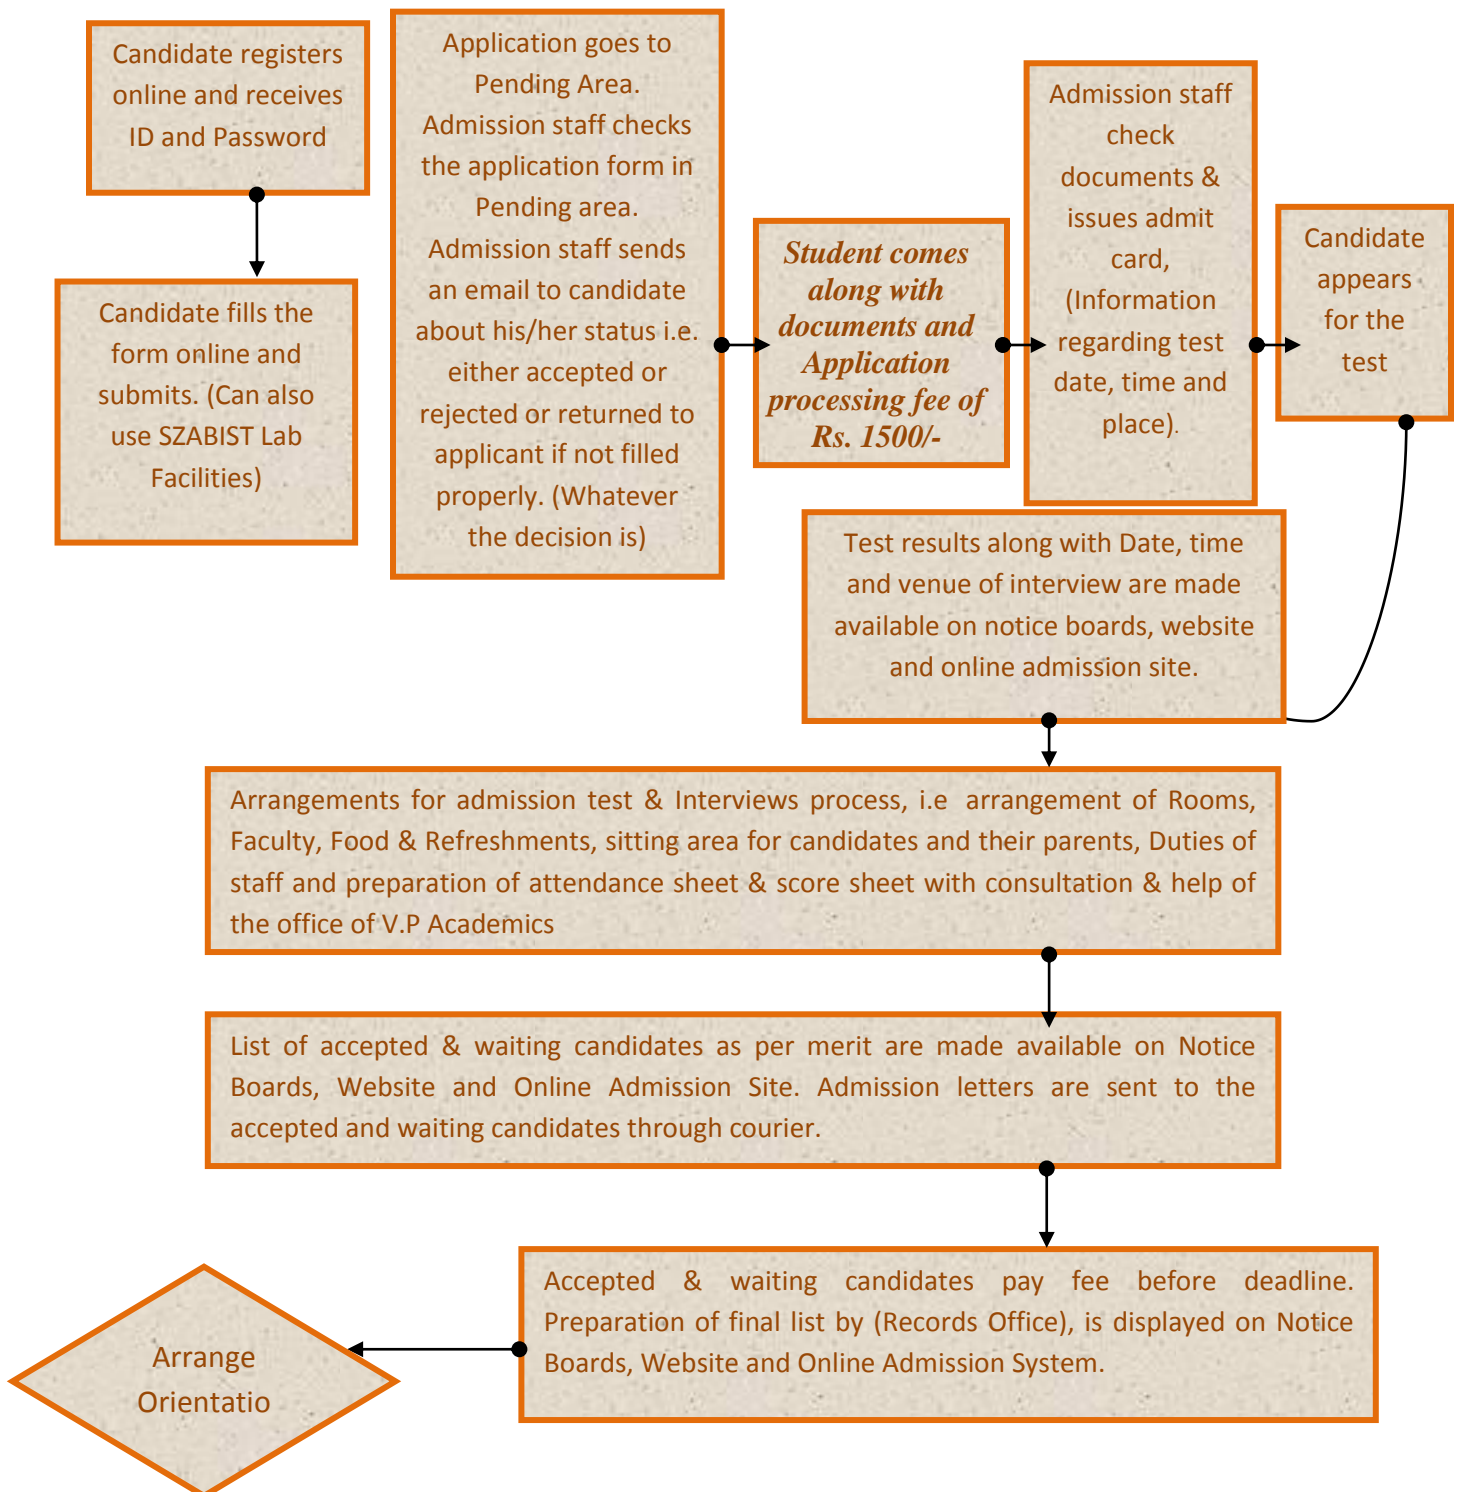 Candidate registers
online and receives
ID and Password
Candidate fills the
form online and
submits. (Can also
use SZABIST Lab
Facilities)
Application goes to
Pending Area.
Admission staff checks
the application form in
Pending area.
Admission staff sends
an email to candidate
about his/her status i.e.
either accepted or
rejected or returned to
applicant if not filled
properly. (Whatever
the decision is)
Student comes
along with
documents and
Application
processing fee of
Rs. 1500/-
Admission staff
check
documents &
issues admit
card,
(Information
regarding test
date, time and
place).
Candidate
appears
for the
test
Test results along with Date, time
and venue of interview are made
available on notice boards, website
and online admission site.
Arrangements for admission test & Interviews process, i.e arrangement of Rooms,
Faculty, Food & Refreshments, sitting area for candidates and their parents, Duties of
staff and preparation of attendance sheet & score sheet with consultation & help of
the office of V.P Academics
List of accepted & waiting candidates as per merit are made available on Notice
Boards, Website and Online Admission Site. Admission letters are sent to the
accepted and waiting candidates through courier.
Accepted & waiting candidates pay fee before deadline.
Preparation of final list by (Records Office), is displayed on Notice
Boards, Website and Online Admission System.
Arrange
Orientatio